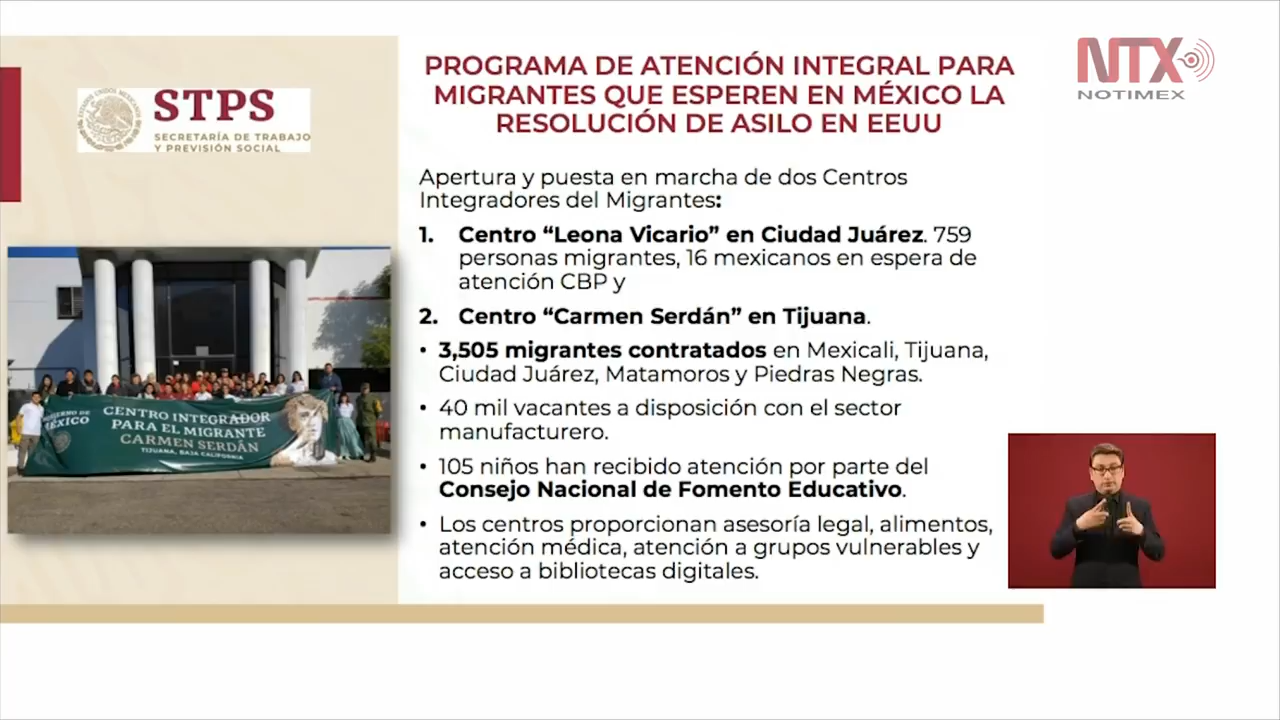 STPS
SECRETARÍA DE TRABAJO
Y PREVISIÓN SOCIAL
PROGRAMA DE ATENCIÓN INTEGRAL PARA
MIGRANTES QUE ESPEREN EN MÉXICO LA
RESOLUCIÓN DE ASILO EN EEUU
NTX
NOTIMEX
Apertura y puesta en marcha de dos Centros
Integradores del Migrantes:
1. Centro “Leona Vicario” en Ciudad Juárez. 759
personas migrantes, 16 mexicanos en espera de
atención CBP y
2. Centro “Carmen Serdán” en Tijuana.
• 3,505 migrantes contratados en Mexicali, Tijuana,
Ciudad Juárez, Matamoros y Piedras Negras.
• 40 mil vacantes a disposición con el sector
manufacturero.
• 105 niños han recibido atención por parte del
Consejo Nacional de Fomento Educativo.
• Los centros proporcionan asesoría legal, alimentos,
atención médica, atención a grupos vulnerables y
acceso a bibliotecas digitales.
GOBIERNO DE
MÉXICO
CENTRO INTEGRADOR
PARA EL MIGRANTE
CARMEN SERDÁN
TIJUANA, BAJA CALIFORNIA